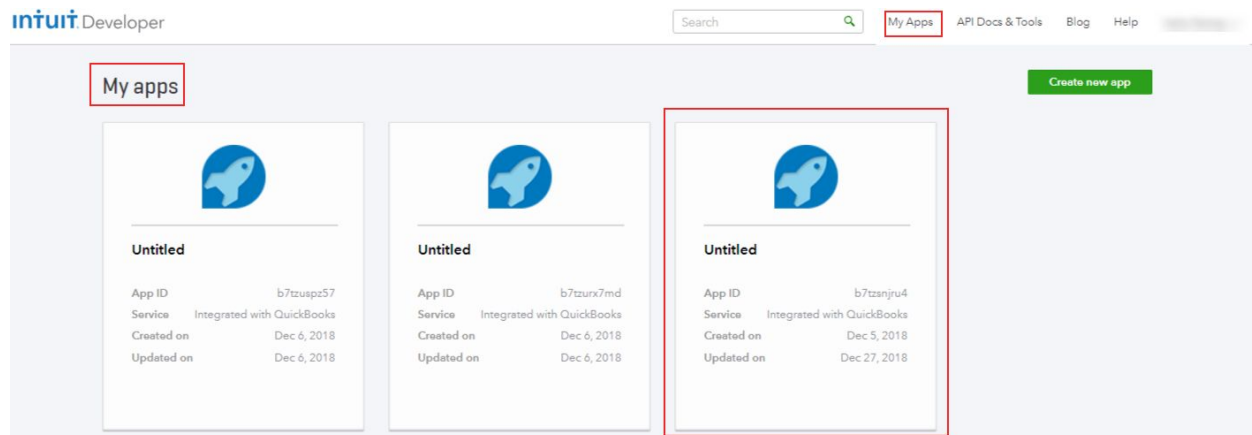 intuit Developer
Search
My Apps
API Docs & Tools
Blog
Help
My apps
Create new app
Untitled
App ID b7tzuspz57
Service Integrated with QuickBooks
Created on Dec 6, 2018
Updated on Dec 6, 2018
Untitled
App ID b7tzurx7md
Service Integrated with QuickBooks
Created on Dec 6, 2018
Updated on Dec 6, 2018
Untitled
App ID b7tzsnjru4
Service Integrated with QuickBooks
Created on Dec 5, 2018
Updated on Dec 27, 2018